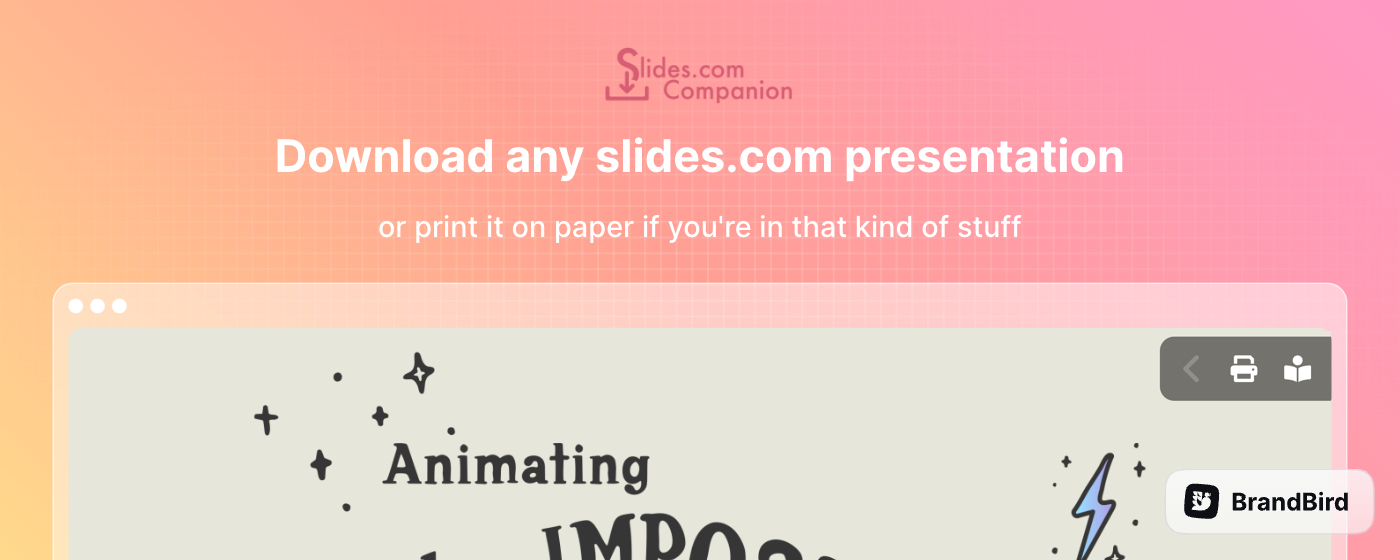 Slides.com
Companion
Download any slides.com presentation
or print it on paper if you're in that kind of stuff
Animating
BrandBird